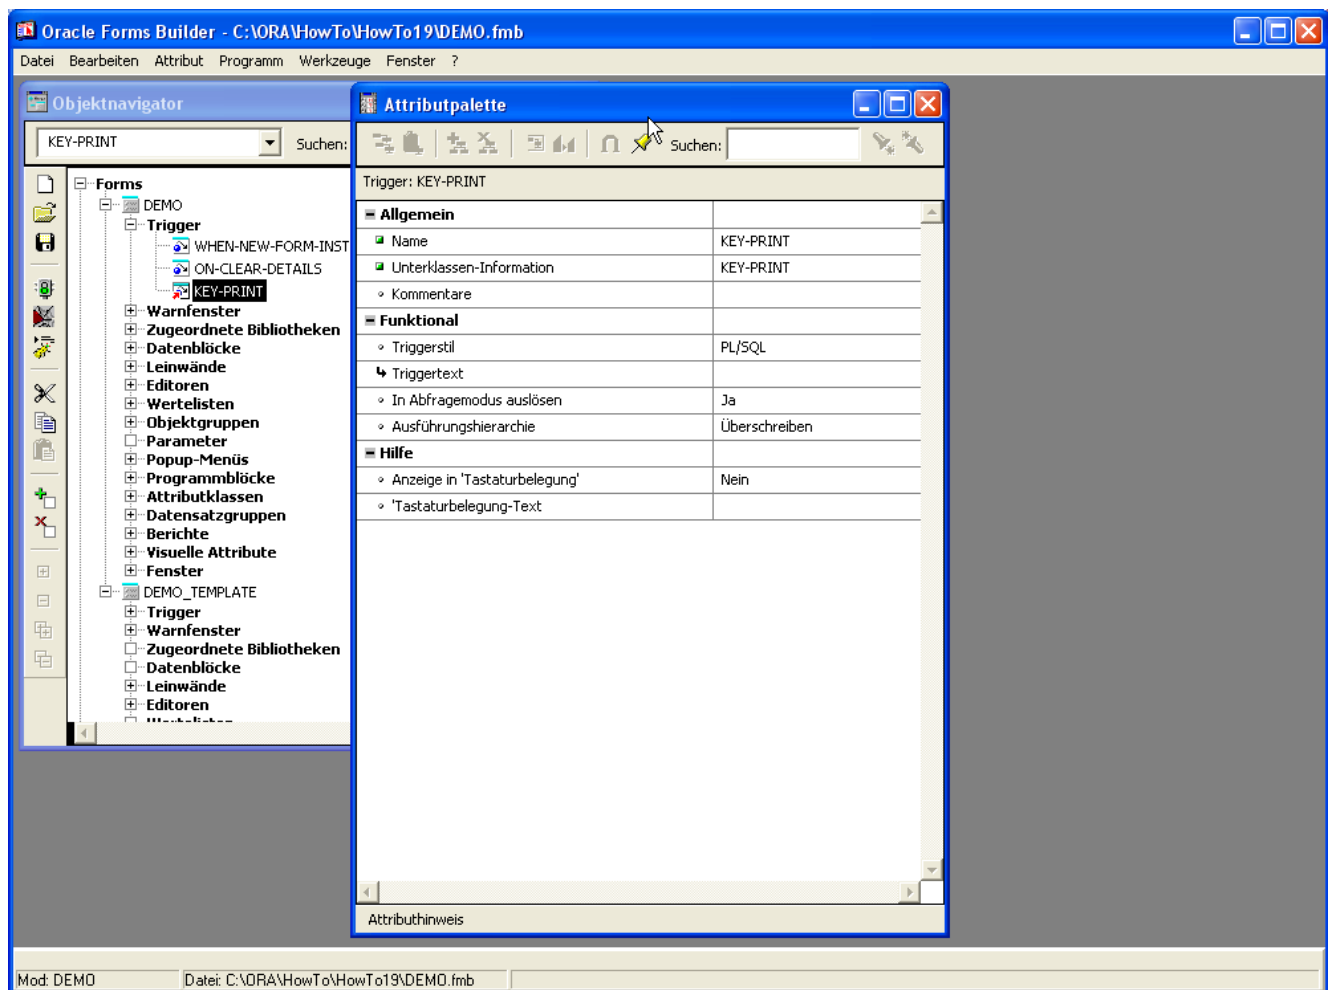 Oracle Forms Builder - C:\ORA\HowTo\HowTo19\DEMO.fmb
Datei Bearbeiten Attribut Programm Werkzeuge Fenster ?
Objektnavigator
KEY-PRINT Suchen:
Forms
DEMO
Trigger
WHEN-NEW-FORM-INST
ON-CLEAR-DETAILS
KEY-PRINT
Warnfenster
Zugeordnete Bibliotheken
Datenblöcke
Leinwände
Editoren
Wertelisten
Objektgruppen
Parameter
Popup-Menüs
Programmblöcke
Attributklassen
Datensatzgruppen
Berichte
Visuelle Attribute
Fenster
DEMO_TEMPLATE
Trigger
Warnfenster
Zugeordnete Bibliotheken
Datenblöcke
Leinwände
Editoren
Attributpalette
Suchen:
Trigger: KEY-PRINT
Allgemein
Name KEY-PRINT
Unterklassen-Information KEY-PRINT
Kommentare
Funktional
Triggerstil PL/SQL
Triggertext
In Abfragemodus auslösen Ja
Ausführungshierarchie Überschreiben
Hilfe
Anzeige in 'Tastaturbelegung' Nein
'Tastaturbelegung-Text
Attributhinweis
Mod: DEMO Datei: C:\ORA\HowTo\HowTo19\DEMO.fmb